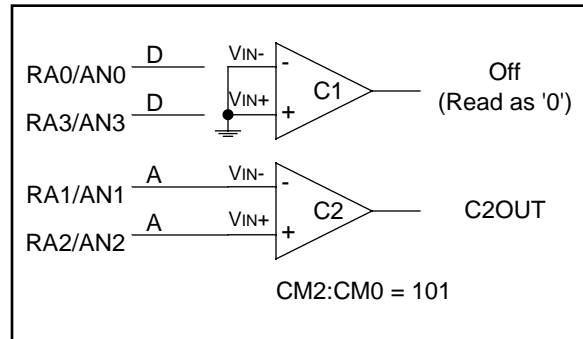 RA0/AN0 D VIN- - Off
RA3/AN3 D VIN+ + C1 (Read as '0')
RA1/AN1 A VIN- -
RA2/AN2 A VIN+ + C2 C2OUT
CM2:CM0 = 101